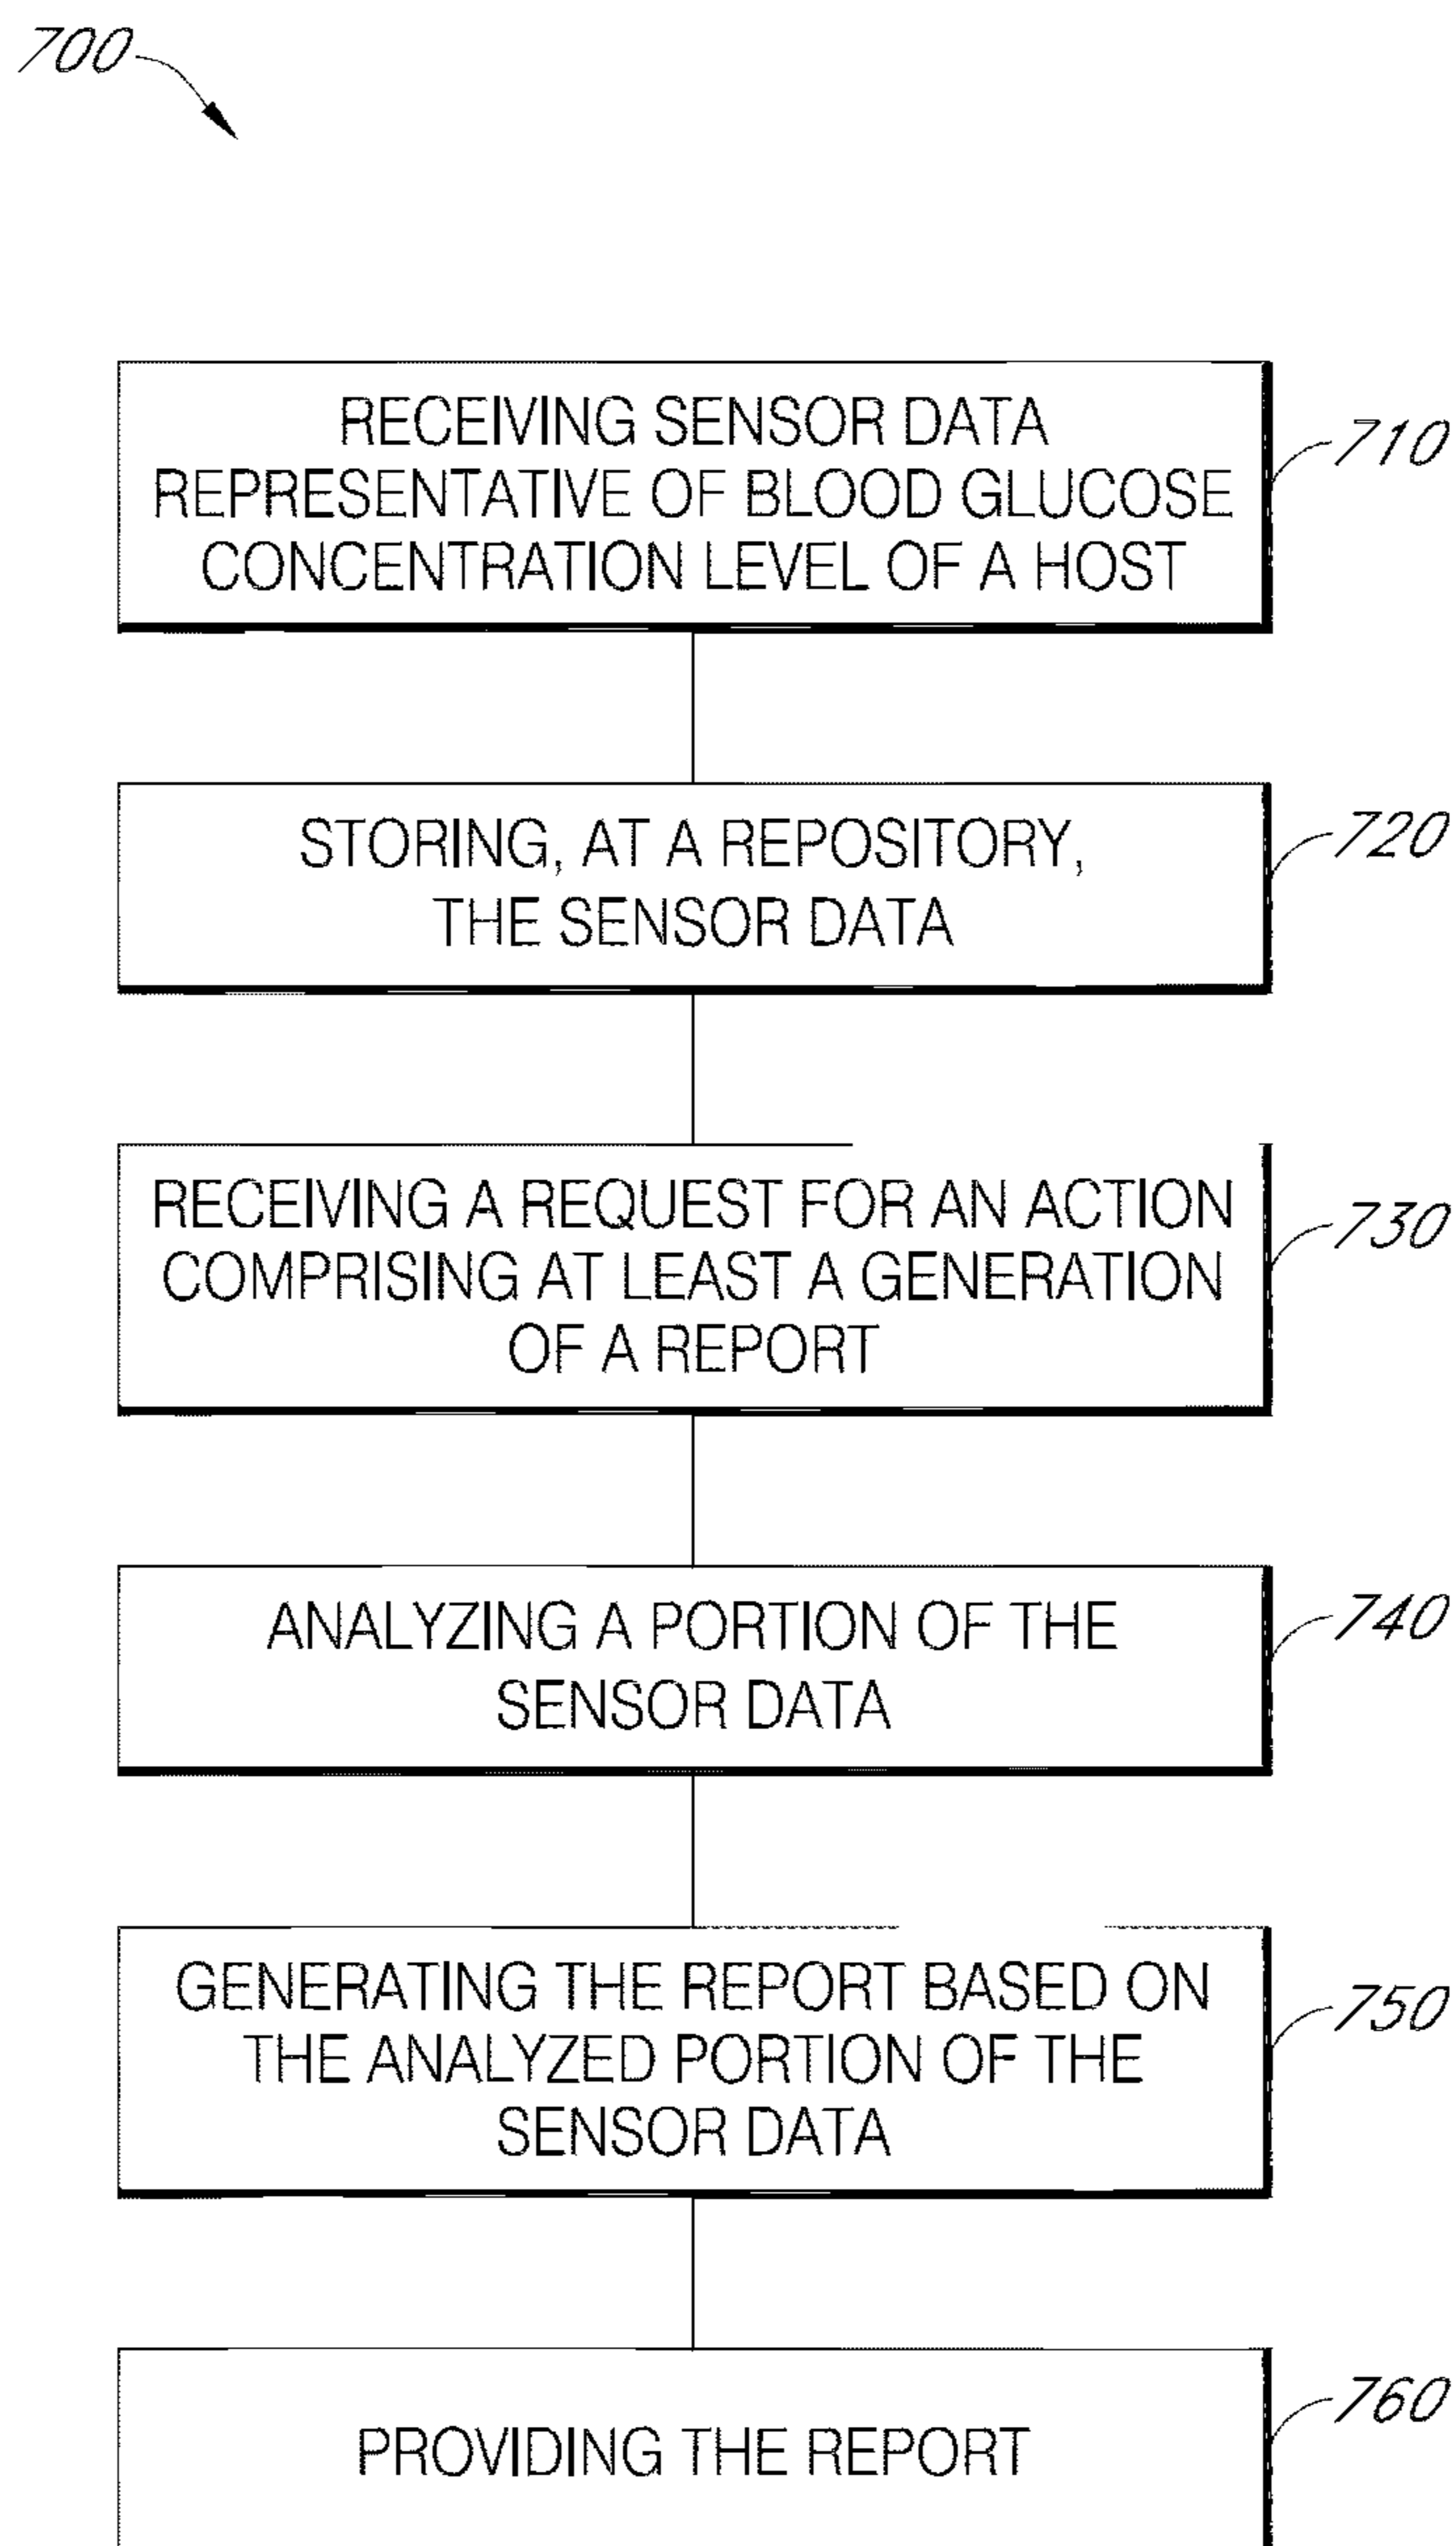 700
RECEIVING SENSOR DATA
REPRESENTATIVE OF BLOOD GLUCOSE
CONCENTRATION LEVEL OF A HOST
710
STORING, AT A REPOSITORY,
THE SENSOR DATA
720
RECEIVING A REQUEST FOR AN ACTION
COMPRISING AT LEAST A GENERATION
OF A REPORT
730
ANALYZING A PORTION OF THE
SENSOR DATA
740
GENERATING THE REPORT BASED ON
THE ANALYZED PORTION OF THE
SENSOR DATA
750
PROVIDING THE REPORT
760